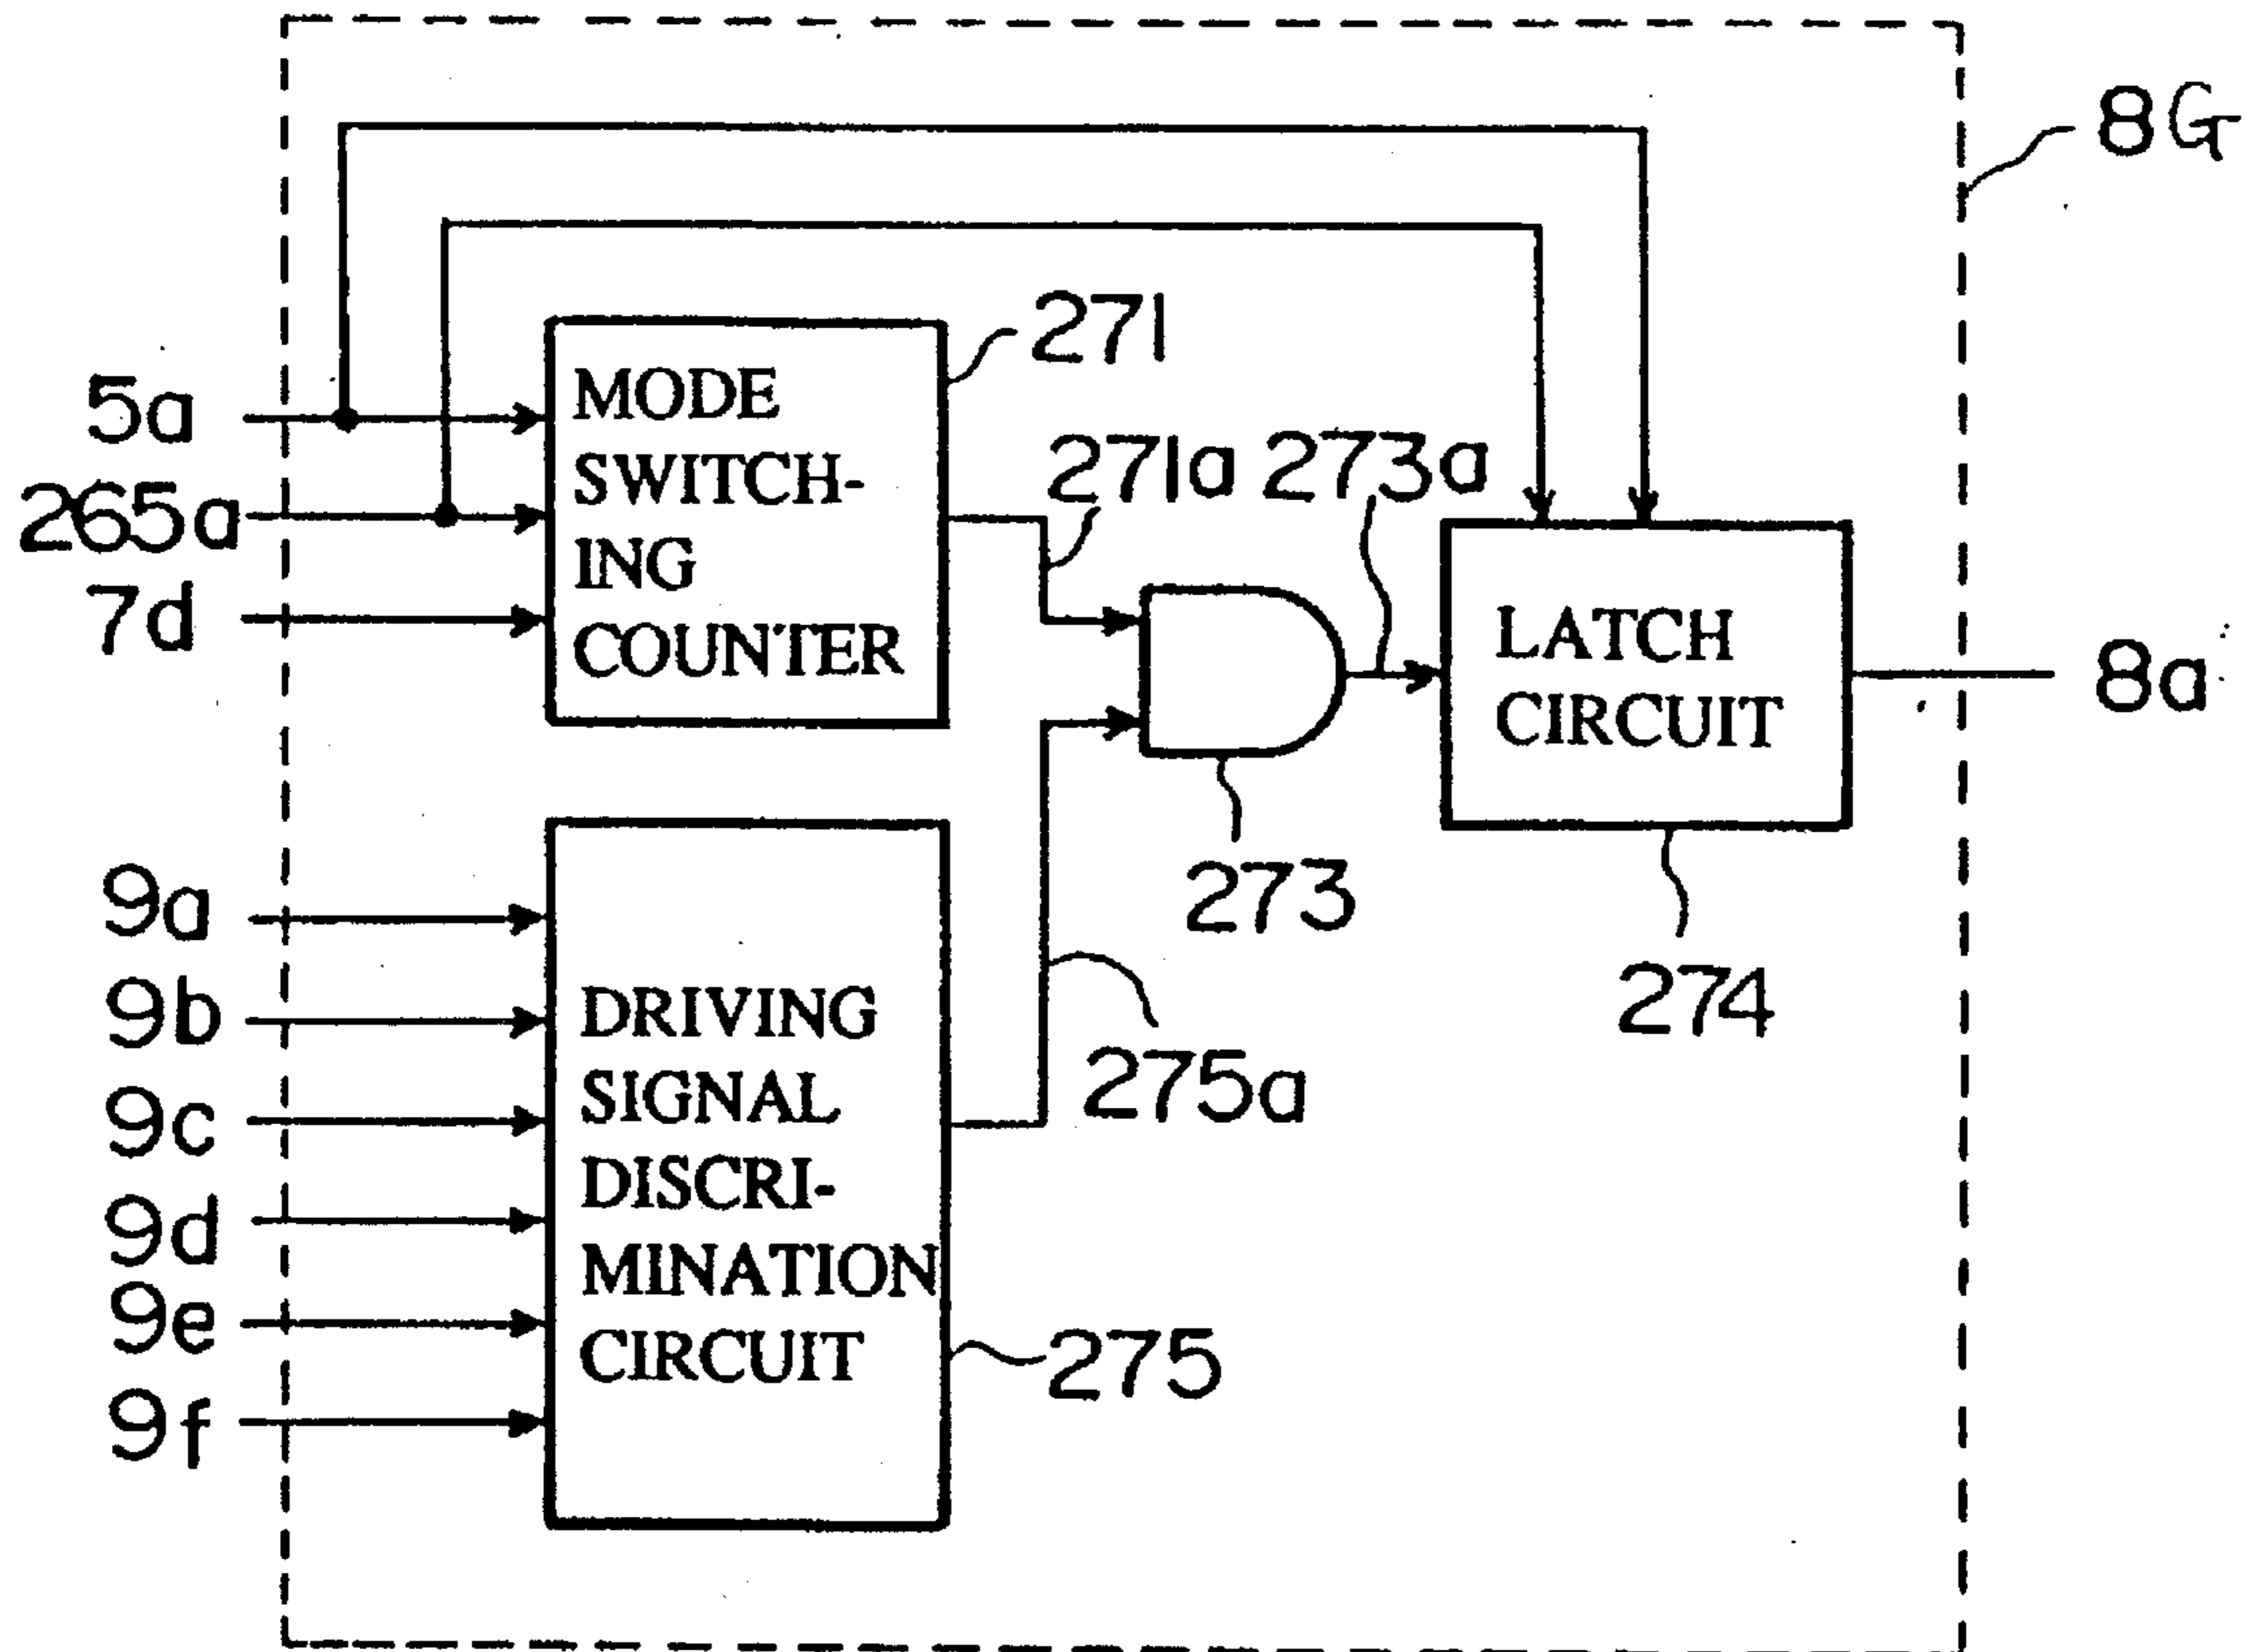 8G
271
5a
MODE
SWITCH-
ING
COUNTER
271a
273a
265a
7d
LATCH
CIRCUIT
8a
273
274
9a
9b
9c
9d
9e
9f
DRIVING
SIGNAL
DISCRI-
MINATION
CIRCUIT
275a
275